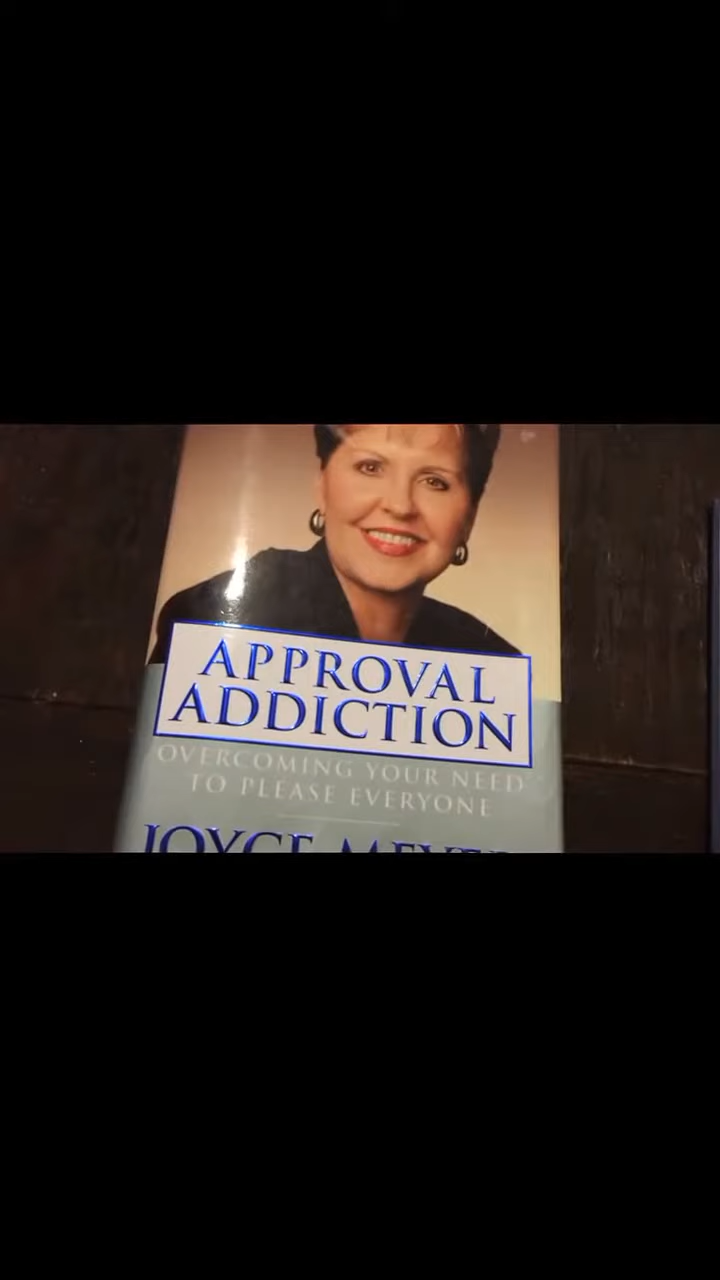 APPROVAL
ADDICTION
OVERCOMING YOUR NEED
TO PLEASE EVERYONE
JOYCE